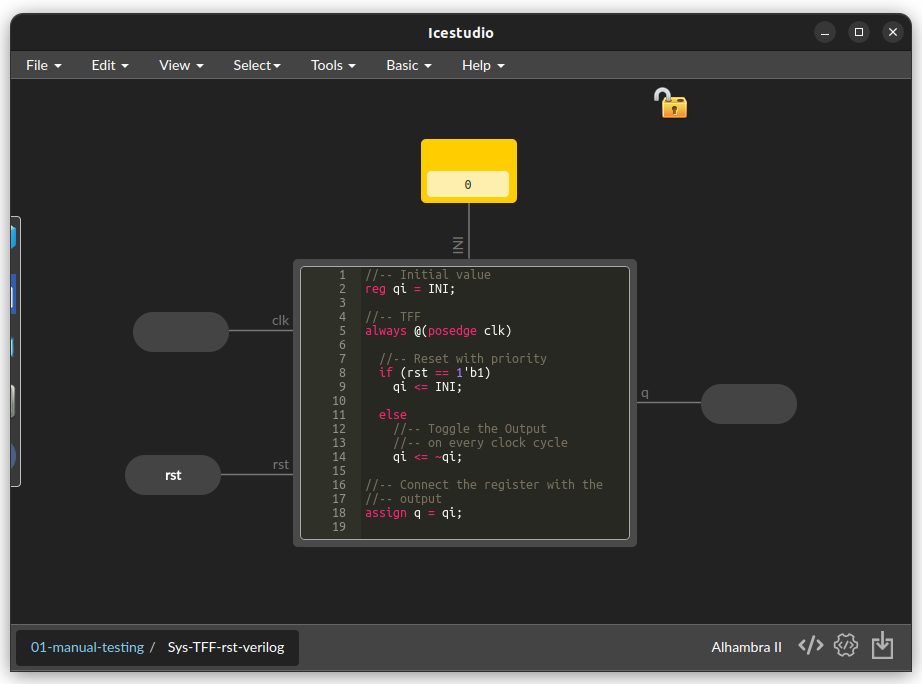 Icestudio
File Edit View Select Tools Basic Help
0
INI
clk
rst
rst
q
1 //-- Initial value
2 reg qi = INI;
3
4 //-- TFF
5 always @(posedge clk)
6
7   //-- Reset with priority
8   if (rst == 1'b1)
9     qi <= INI;
10
11   else
12     //-- Toggle the Output
13     //-- on every clock cycle
14     qi <= ~qi;
15
16 //-- Connect the register with the
17 //-- output
18 assign q = qi;
19
01-manual-testing / Sys-TFF-rst-verilog
Alhambra II </>